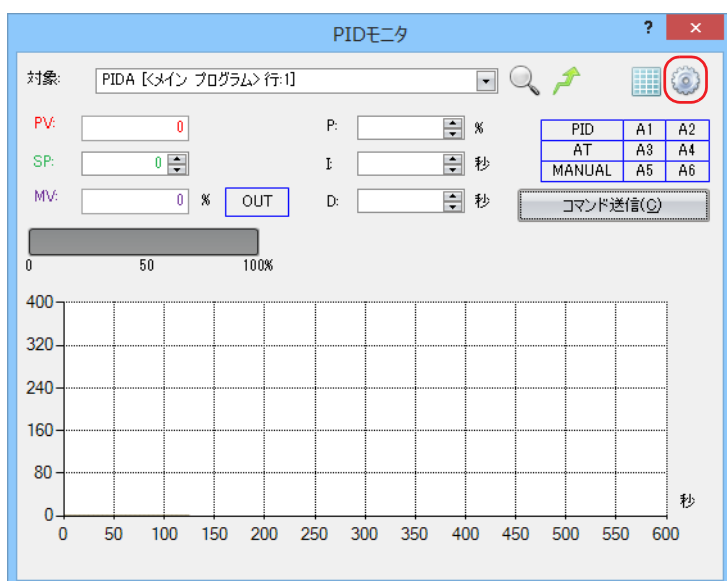 PIDモニタ ? ×
対象: PIDA [<メイン プログラム> 行:1]
PV: 0 P: % PID A1 A2
SP: 0 I: 秒 AT A3 A4
MV: 0 % OUT D: 秒 MANUAL A5 A6
コマンド送信(C)
0 50 100%
400
320
240
160
80
0
秒
0 50 100 150 200 250 300 350 400 450 500 550 600